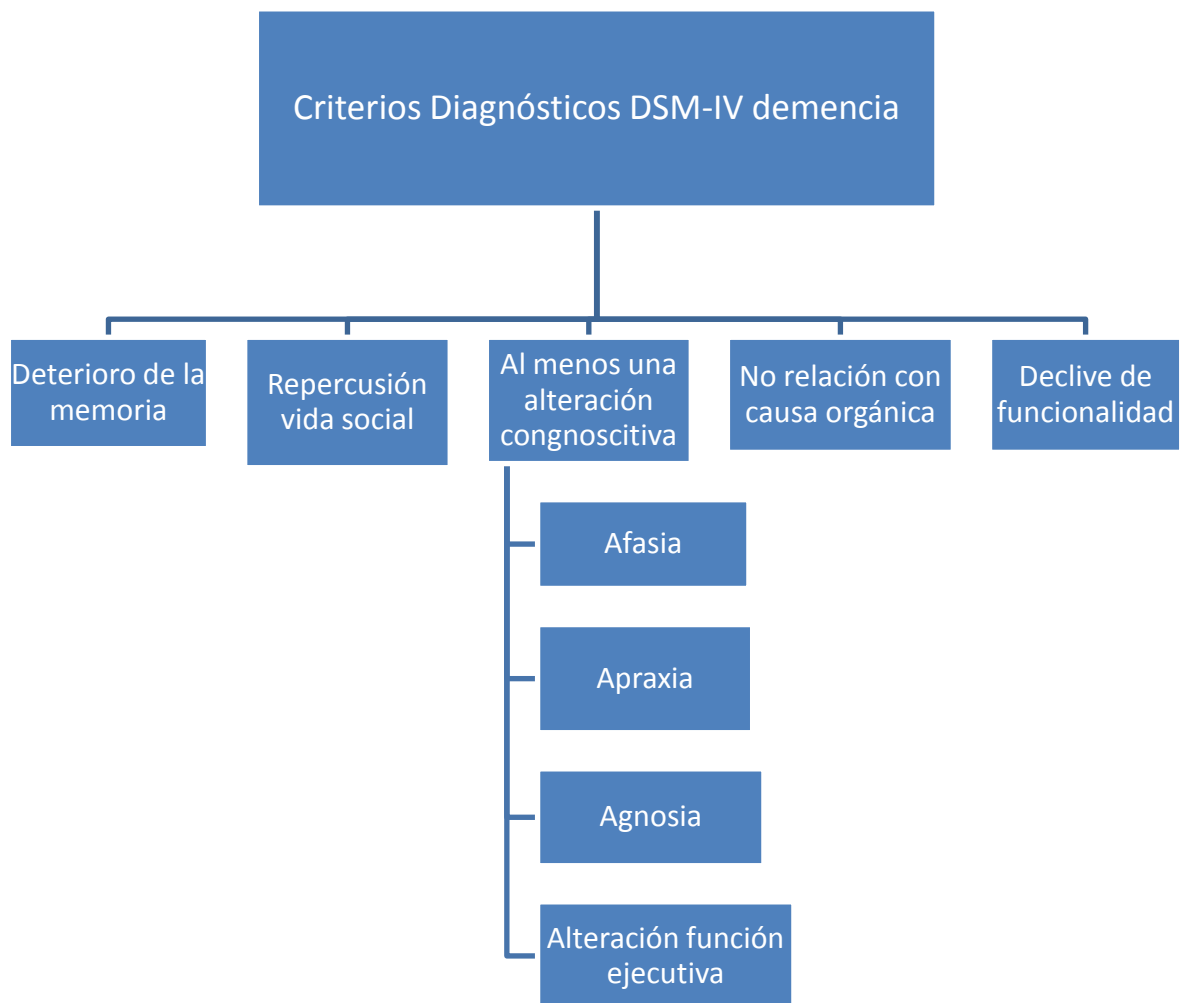 Criterios Diagnósticos DSM-IV demencia
Deterioro de la
memoria
Repercusión
vida social
Al menos una
alteración
congnoscitiva
No relación con
causa orgánica
Declive de
funcionalidad
Afasia
Apraxia
Agnosia
Alteración función
ejecutiva